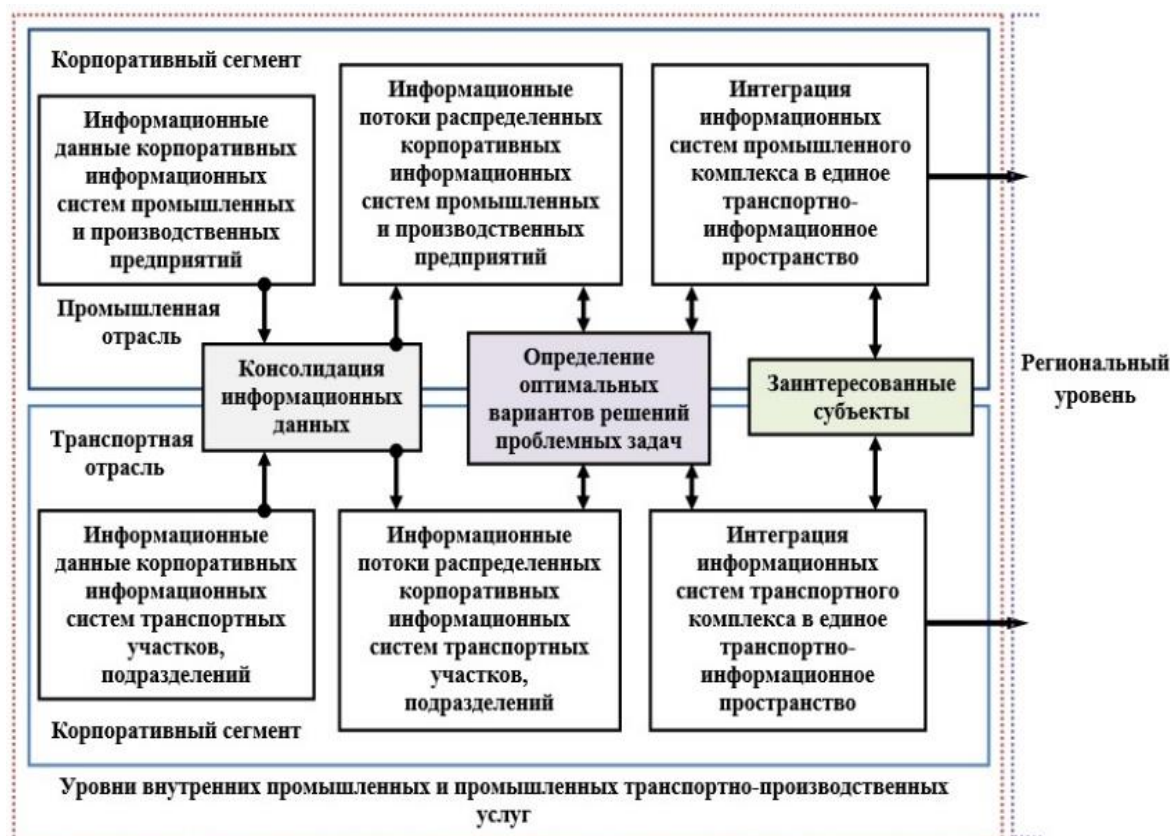 Корпоративный сегмент
Информационные
данные корпоративных
информационных
систем промышленных
и производственных
предприятий
Информационные
потоки распределенных
корпоративных
информационных
систем промышленных
и производственных
предприятий
Интеграция
информационных
систем промышленного
комплекса в единое
транспортно-
информационное
пространство
Промышленная
отрасль
Консолидация
информационных
данных
Определение
оптимальных
вариантов решений
проблемных задач
Заинтересованные
субъекты
Региональный
уровень
Транспортная
отрасль
Информационные
данные корпоративных
информационных
систем транспортных
участков,
подразделений
Информационные
потоки распределенных
корпоративных
информационных
систем транспортных
участков,
подразделений
Интеграция
информационных
систем транспортного
комплекса в единое
транспортно-
информационное
пространство
Корпоративный сегмент
Уровни внутренних промышленных и промышленных транспортно-производственных
услуг